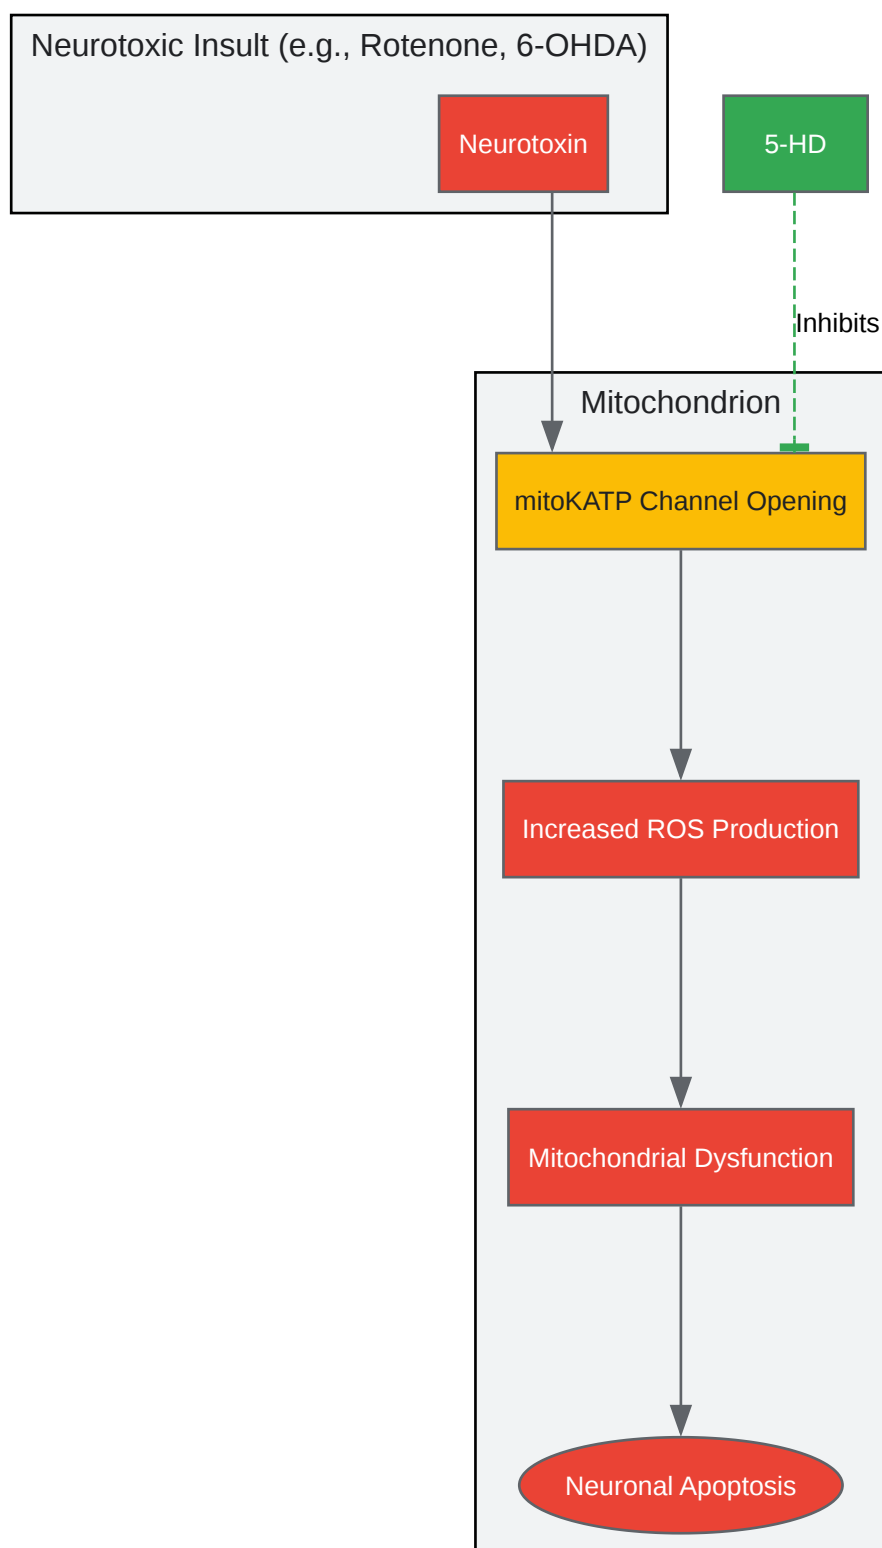 Neurotoxic Insult (e.g., Rotenone, 6-OHDA)
Neurotoxin
5-HD
Inhibits
Mitochondrion
mitoKATP Channel Opening
Increased ROS Production
Mitochondrial Dysfunction
Neuronal Apoptosis